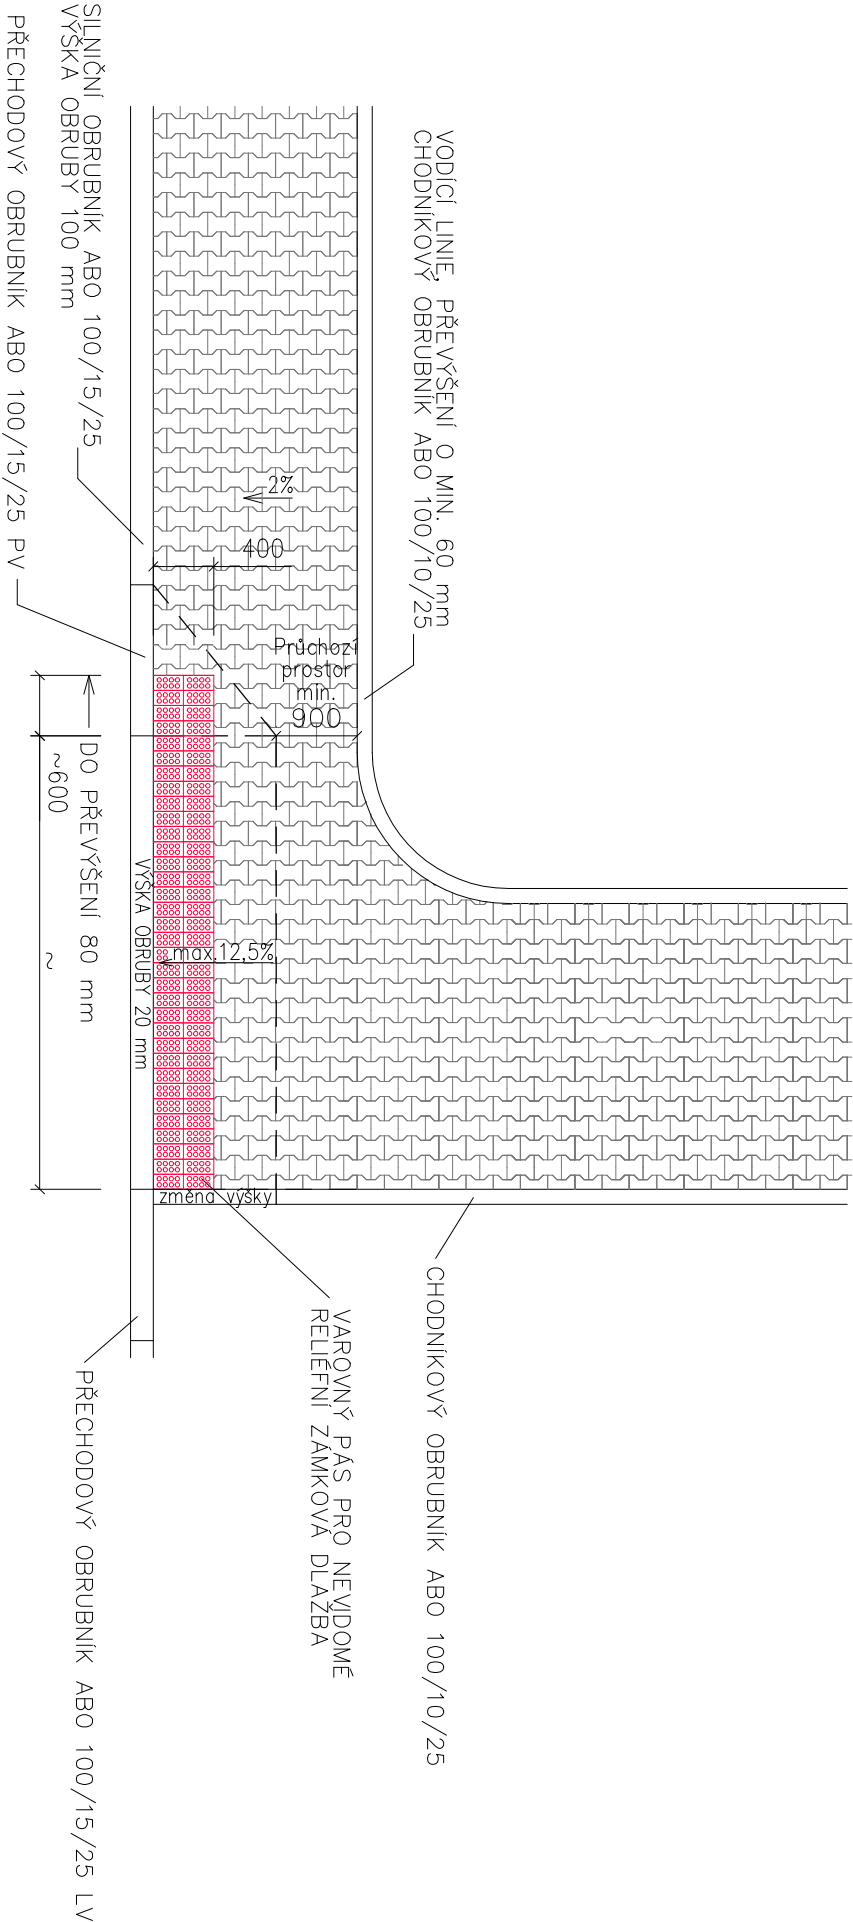 SILNIČNÍ OBRUBNÍK ABO 100/15/25
VÝŠKA OBRUBY 100 mm
PŘECHODOVÝ OBRUBNÍK ABO 100/15/25 PV
VODÍCÍ LINIE, PŘEVÝŠENÍ O MIN. 60 mm
CHODNÍKOVÝ OBRUBNÍK ABO 100/10/25
2%
400
Průchozí
prostor
min.
900
DO PŘEVÝŠENÍ 80 mm
~600
~
VÝŠKA OBRUBY 20 mm
max.12,5%
změna výšky
CHODNÍKOVÝ OBRUBNÍK ABO 100/10/25
VAROVNÝ PÁS PRO NEVIDOMÉ
RELIÉFNÍ ZÁMKOVÁ DLAŽBA
PŘECHODOVÝ OBRUBNÍK ABO 100/15/25 LV